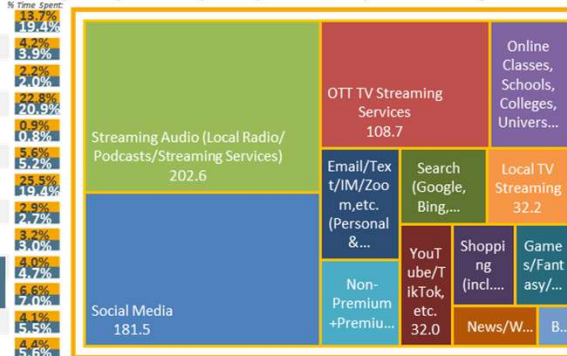 % Time Spent:
13.7%
19.4%
4.2%
3.9%
2.2%
2.0%
22.8%
20.9%
0.9%
0.8%
5.6%
5.2%
25.5%
19.4%
2.9%
2.7%
3.2%
3.0%
4.0%
4.7%
6.6%
7.0%
4.1%
5.5%
4.4%
5.6%
Streaming Audio (Local Radio/
Podcasts/Streaming Services)
202.6
Social Media
181.5
OTT TV Streaming
Services
108.7
Online
Classes,
Schools,
Colleges,
Univers...
Email/Tex
t/IM/Zoo
m,etc.
(Personal
&...
Search
(Google,
Bing,...
Local TV
Streaming
32.2
Non-
Premium
+Premiu...
YouT
ube/T
ikTok,
etc.
32.0
Shoppi
ng
(incl....
Game
s/Fant
asy/...
News/W...
B...